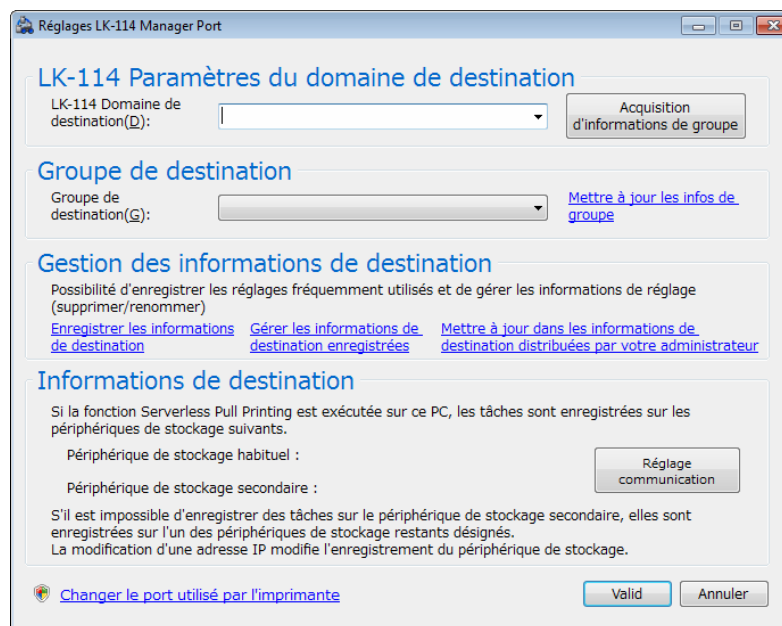 Réglages LK-114 Manager Port
LK-114 Paramètres du domaine de destination
LK-114 Domaine de
destination(D):
Acquisition
d'informations de groupe
Groupe de destination
Groupe de
destination(G):
Mettre à jour les infos de
groupe
Gestion des informations de destination
Possibilité d'enregistrer les réglages fréquemment utilisés et de gérer les informations de réglage
(supprimer/renommer)
Enregistrer les informations
de destination
Gérer les informations de
destination enregistrées
Mettre à jour dans les informations de
destination distribuées par votre administrateur
Informations de destination
Si la fonction Serverless Pull Printing est exécutée sur ce PC, les tâches sont enregistrées sur les
périphériques de stockage suivants.
Périphérique de stockage habituel :
Périphérique de stockage secondaire :
Réglage
communication
S'il est impossible d'enregistrer des tâches sur le périphérique de stockage secondaire, elles sont
enregistrées sur l'un des périphériques de stockage restants désignés.
La modification d'une adresse IP modifie l'enregistrement du périphérique de stockage.
Changer le port utilisé par l'imprimante
Valid
Annuler